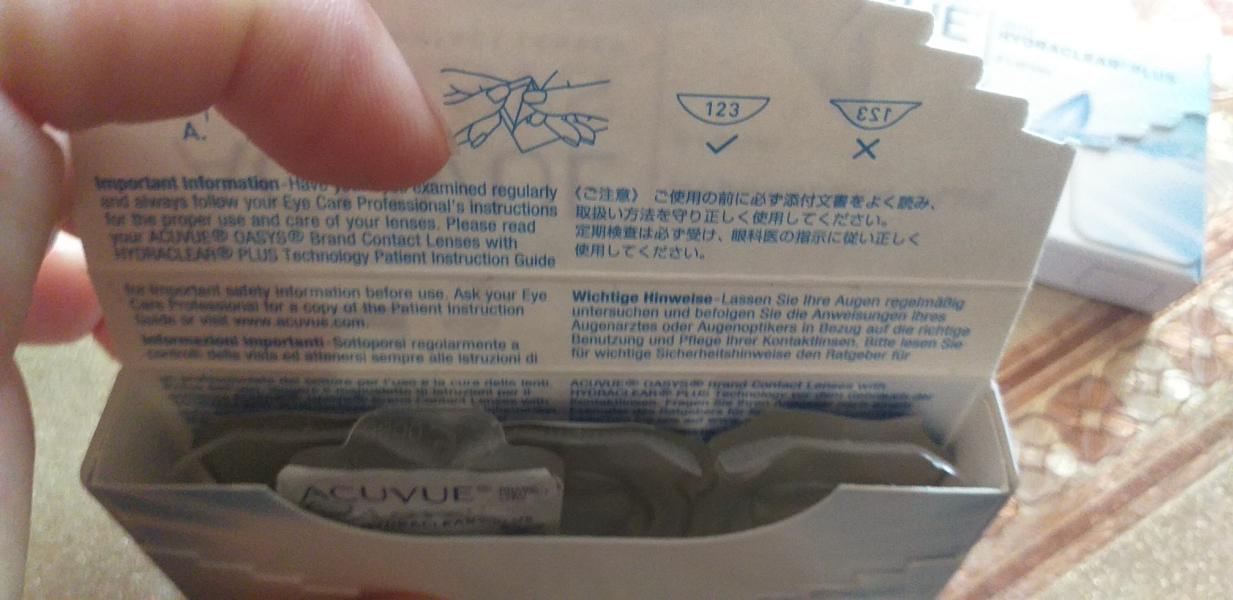 A.
123 123
Important Information-Have examined regularly
and always follow your Eye Care Professional's instructions
for the proper use and care of your lenses. Please read
your ACUVUE® OASYS® Brand Contact Lenses with
HYDRACLEAR® PLUS Technology Patient Instruction Guide
for important safety information before use. Ask your Eye
Care Professional for a copy of the Patient Instruction
Guide or visit www.acuvue.com.
Informazioni Importanti-Sottoporsi regolarmente a
controlli della vista ed attenersi sempre alle istruzioni di
〈ご注意〉 ご使用の前に必ず添付文書をよく読み、
取扱い方法を守り正しく使用してください。
定期検査は必ず受け、眼科医の指示に従い正しく
使用してください。
Wichtige Hinweise-Lassen Sie Ihre Augen regelmäßig
untersuchen und befolgen Sie die Anweisungen Ihres
Augenarztes oder Augenoptikers in Bezug auf die richtige
Benutzung und Pflege Ihrer Kontaktlinsen. Bitte lesen Sie
für wichtige Sicherheitshinweise den Ratgeber für
ACUVUE® OASYS® Brand Contact Lenses with
HYDRACLEAR® PLUS Technology vor dem Gebrauch der
ACUVUE®
HYDRACLEAR® PLUS
HYDRACLEAR® PLUS